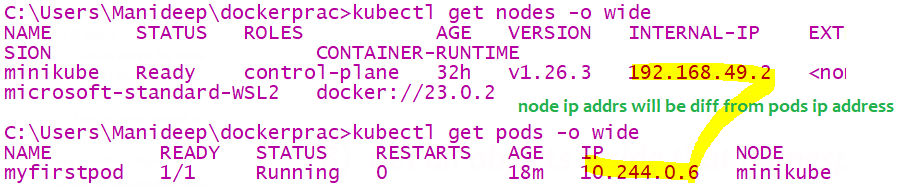 C:\Users\Manideep\dockerprac>kubectl get nodes -o wide
NAME STATUS ROLES AGE VERSION INTERNAL-IP EXT
SION CONTAINER-RUNTIME
minikube Ready control-plane 32h v1.26.3 192.168.49.2 <no
microsoft-standard-WSL2 docker://23.0.2
node ip addrs will be diff from pods ip address
C:\Users\Manideep\dockerprac>kubectl get pods -o wide
NAME READY STATUS RESTARTS AGE IP NODE
myfirstpod 1/1 Running 0 18m 10.244.0.6 minikube